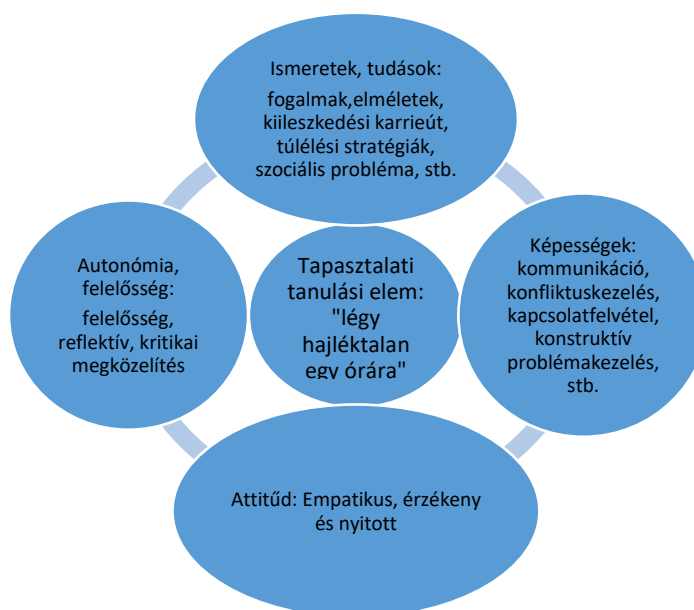 Ismeretek, tudások:
fogalmak,elméletek,
kiileszkedési karrieút,
túlélési stratégiák,
szociális probléma, stb.
Autonómia,
felelősség:
felelősség,
reflektív, kritikai
megközelítés
Tapasztalati
tanulási elem:
"légy
hajléktalan
egy órára"
Képességek:
kommunikáció,
konfliktuskezelés,
kapcsolatfelvétel,
konstruktív
problémakezelés,
stb.
Attitűd: Empatikus, érzékeny
és nyitott